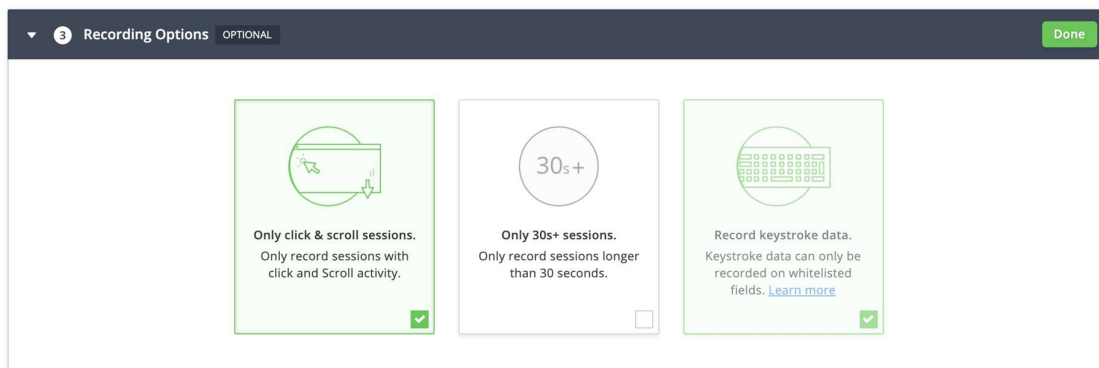 3 Recording Options OPTIONAL Done
30s+
Only click & scroll sessions.
Only record sessions with
click and Scroll activity.
Only 30s+ sessions.
Only record sessions longer
than 30 seconds.
Record keystroke data.
Keystroke data can only be
recorded on whitelisted
fields. Learn more